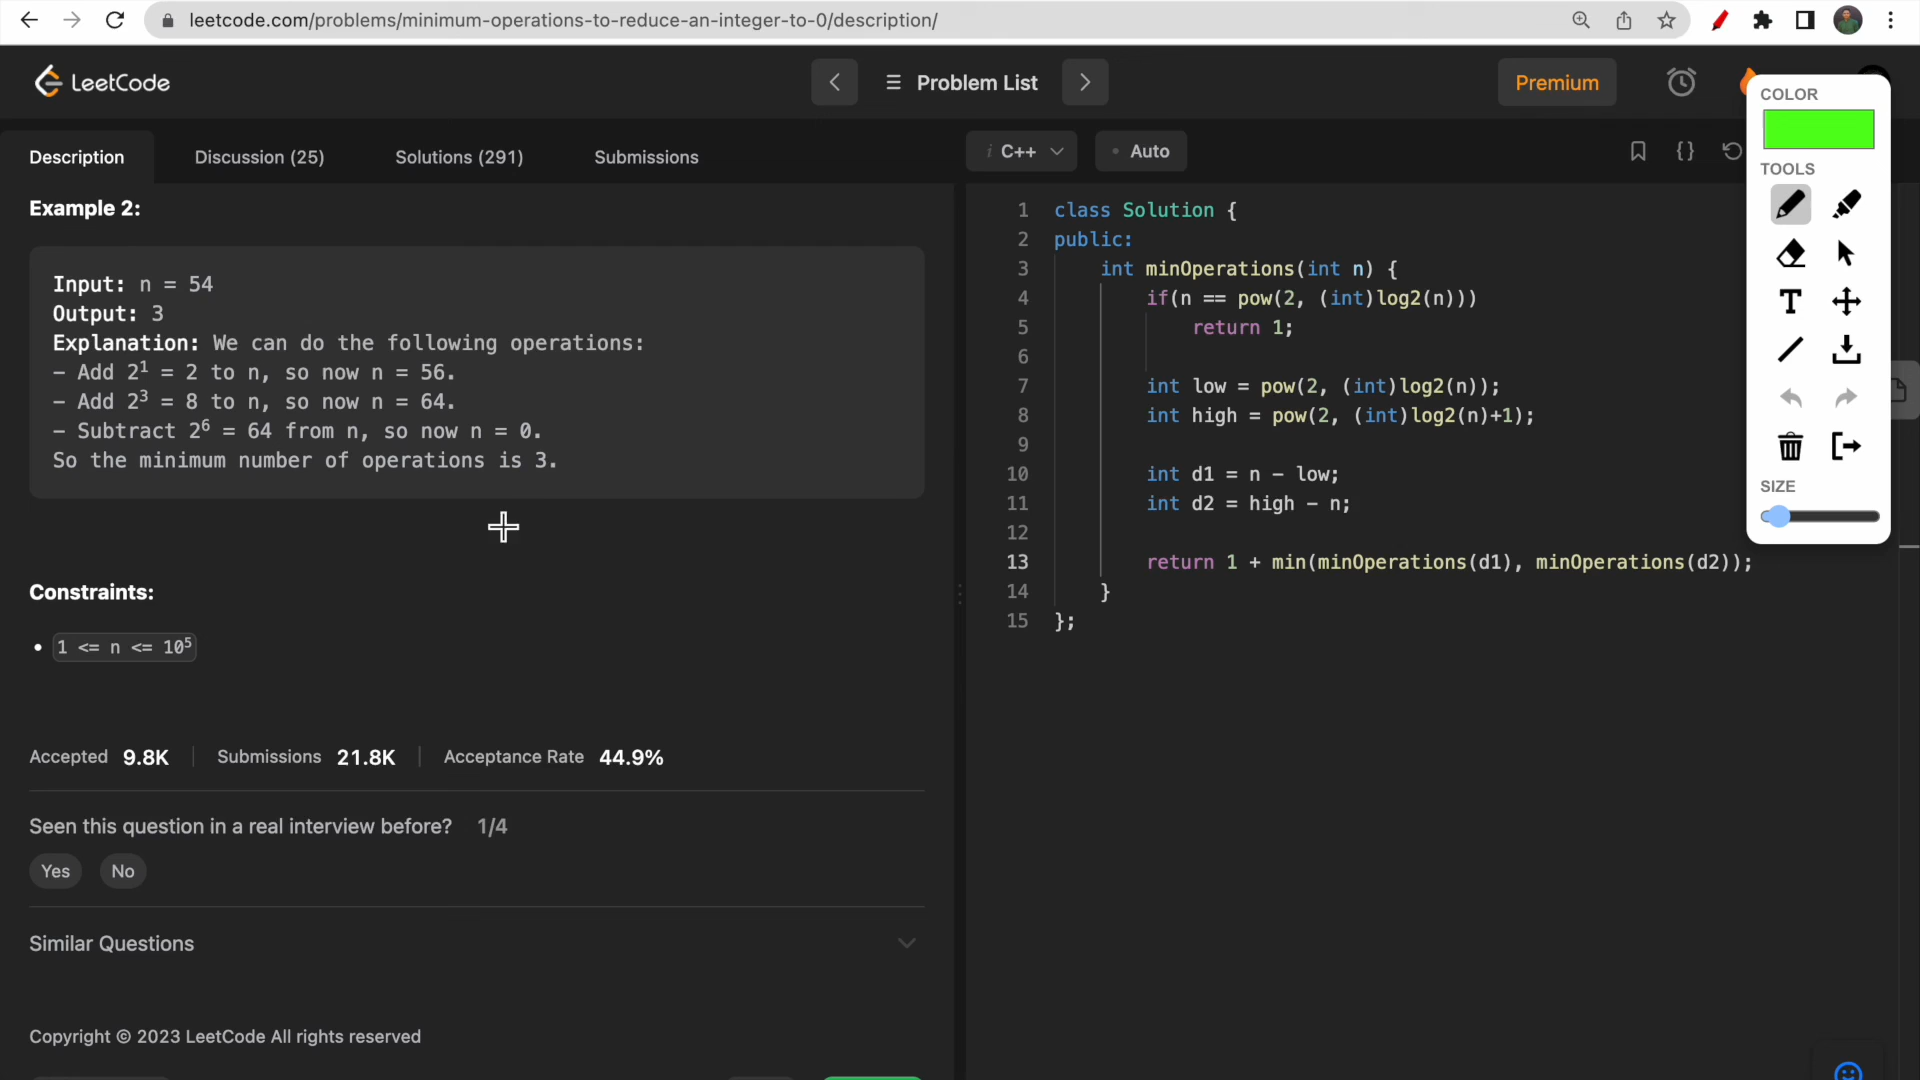 leetcode.com/problems/minimum-operations-to-reduce-an-integer-to-0/description/
LeetCode
Problem List
Premium
Description
Discussion (25)
Solutions (291)
Submissions
Example 2:
Input: n = 54
Output: 3
Explanation: We can do the following operations:
- Add 2¹ = 2 to n, so now n = 56.
- Add 2³ = 8 to n, so now n = 64.
- Subtract 2⁶ = 64 from n, so now n = 0.
So the minimum number of operations is 3.
Constraints:
• 1 <= n <= 10⁵
Accepted 9.8K
Submissions 21.8K
Acceptance Rate 44.9%
Seen this question in a real interview before? 1/4
Yes
No
Similar Questions
Copyright © 2023 LeetCode All rights reserved
i C++
• Auto
{}
1 class Solution {
2 public:
3     int minOperations(int n) {
4         if(n == pow(2, (int)log2(n)))
5             return 1;
6
7         int low = pow(2, (int)log2(n));
8         int high = pow(2, (int)log2(n)+1);
9
10         int d1 = n - low;
11         int d2 = high - n;
12
13         return 1 + min(minOperations(d1), minOperations(d2));
14     }
15 };
COLOR
TOOLS
T
SIZE